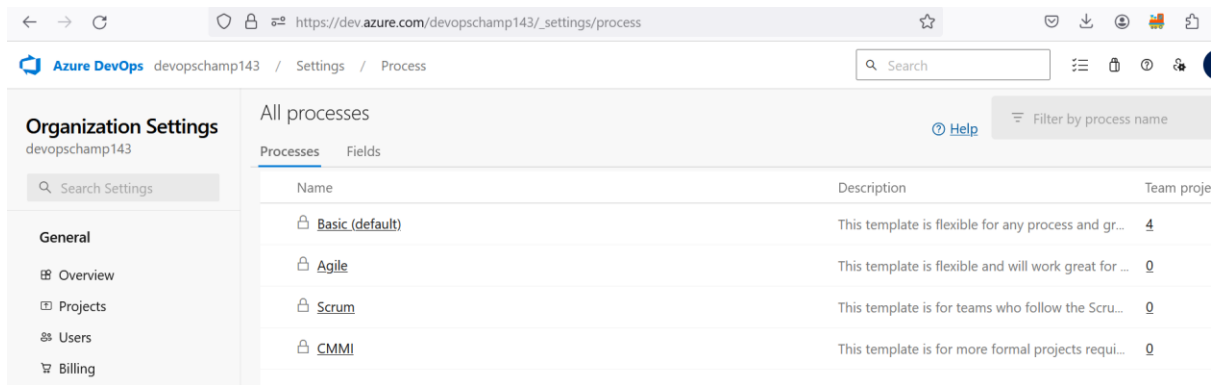 https://dev.azure.com/devopschamp143/_settings/process
Azure DevOps devopschamp143 / Settings / Process
Search
Organization Settings
devopschamp143
Search Settings
General
Overview
Projects
Users
Billing
All processes
Help
Filter by process name
Processes Fields
Name Description Team proje
Basic (default) This template is flexible for any process and gr... 4
Agile This template is flexible and will work great for ... 0
Scrum This template is for teams who follow the Scru... 0
CMMI This template is for more formal projects requi... 0